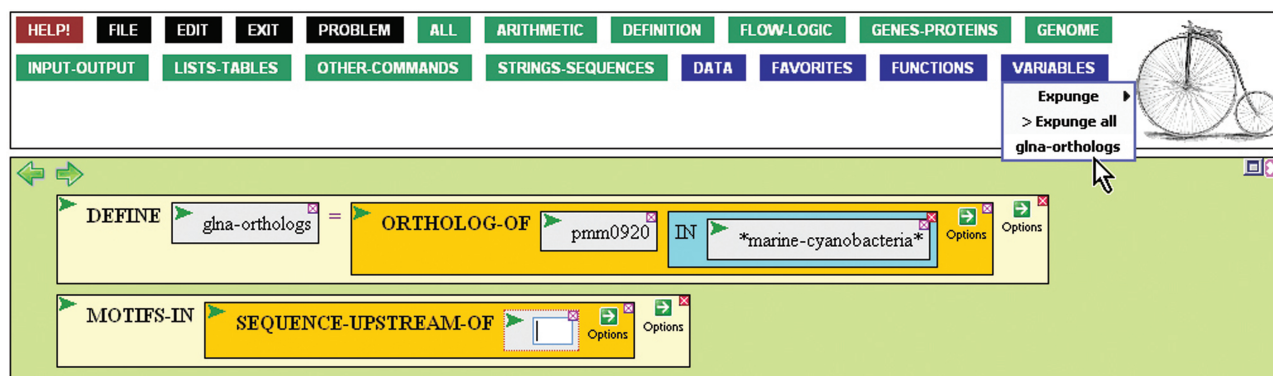 HELP! FILE EDIT EXIT PROBLEM ALL ARITHMETIC DEFINITION FLOW-LOGIC GENES-PROTEINS GENOME
INPUT-OUTPUT LISTS-TABLES OTHER-COMMANDS STRINGS-SEQUENCES DATA FAVORITES FUNCTIONS VARIABLES
Expunge
> Expunge all
glna-orthologs
DEFINE glna-orthologs = ORTHOLOG-OF pmm0920 IN *marine-cyanobacteria* Options Options
MOTIFS-IN SEQUENCE-UPSTREAM-OF Options Options